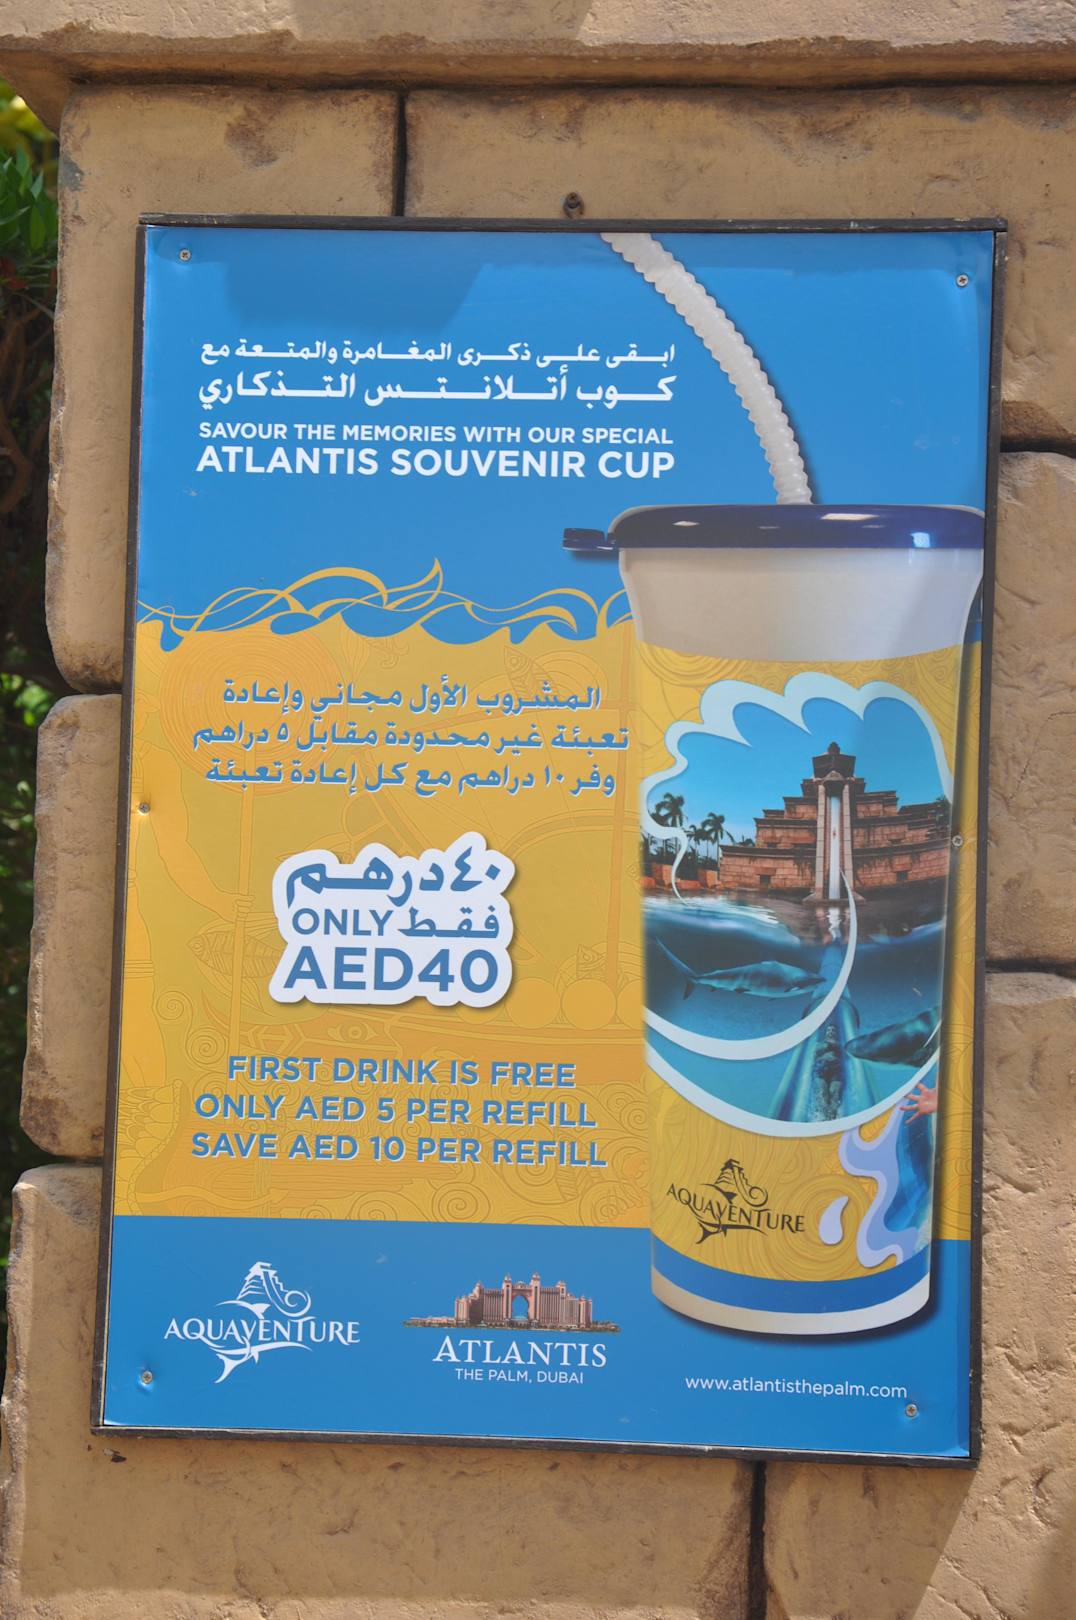 ابقى على ذكرى المغامرة والمتعة مع
كوب أتلانتس التذكاري
SAVOUR THE MEMORIES WITH OUR SPECIAL
ATLANTIS SOUVENIR CUP
المشروب الأول مجاني وإعادة
تعبئة غير محدودة مقابل ٥ دراهم
وفر ١٠ دراهم مع كل إعادة تعبئة
٤٠ درهم
ONLY فقط
AED40
FIRST DRINK IS FREE
ONLY AED 5 PER REFILL
SAVE AED 10 PER REFILL
AQUAVENTURE
AQUAVENTURE
ATLANTIS
THE PALM, DUBAI
www.atlantisthepalm.com